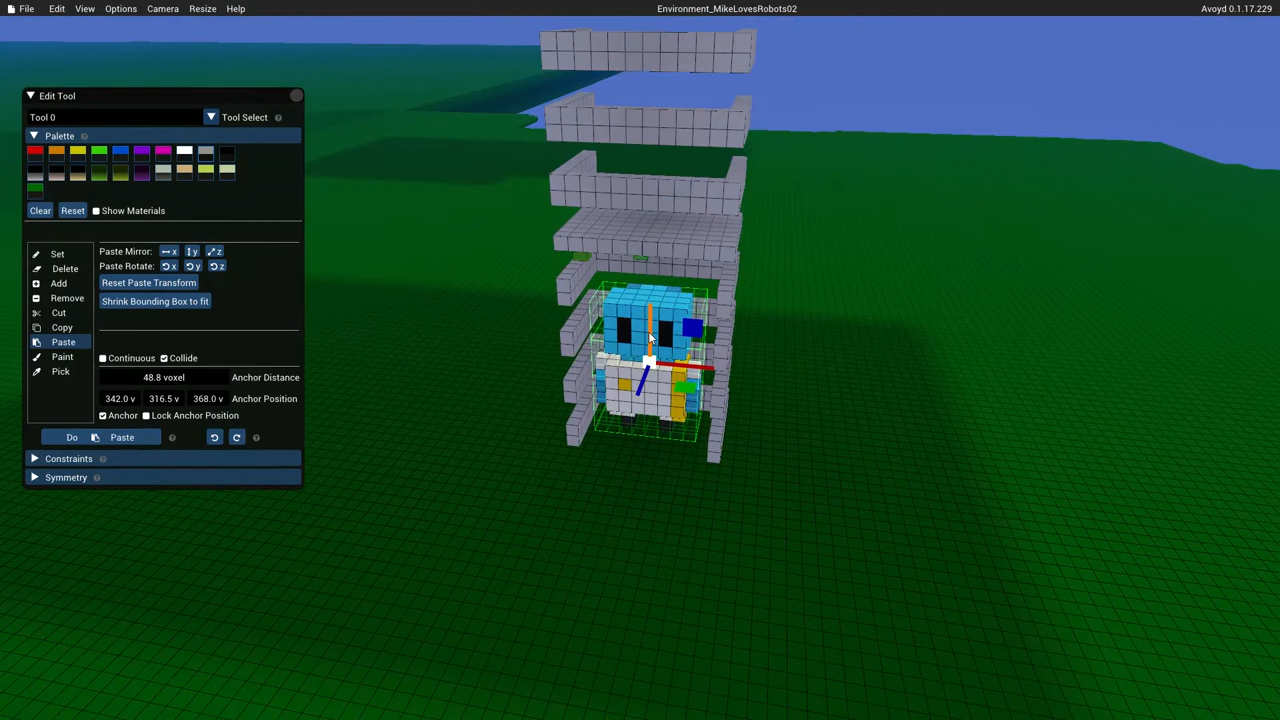 File Edit View Options Camera Resize Help Environment_MikeLovesRobots02 Avoyd 0.1.17.229
Edit Tool
Tool 0 Tool Select ?
Palette ?
Clear Reset Show Materials
Set
Delete
Add
Remove
Cut
Copy
Paste
Paint
Pick
Paste Mirror: x y z
Paste Rotate: x y z
Reset Paste Transform
Shrink Bounding Box to fit
Continuous Collide
48.8 voxel Anchor Distance
342.0 v 316.5 v 368.0 v Anchor Position
Anchor Lock Anchor Position
Do Paste ? ?
Constraints ?
Symmetry ?